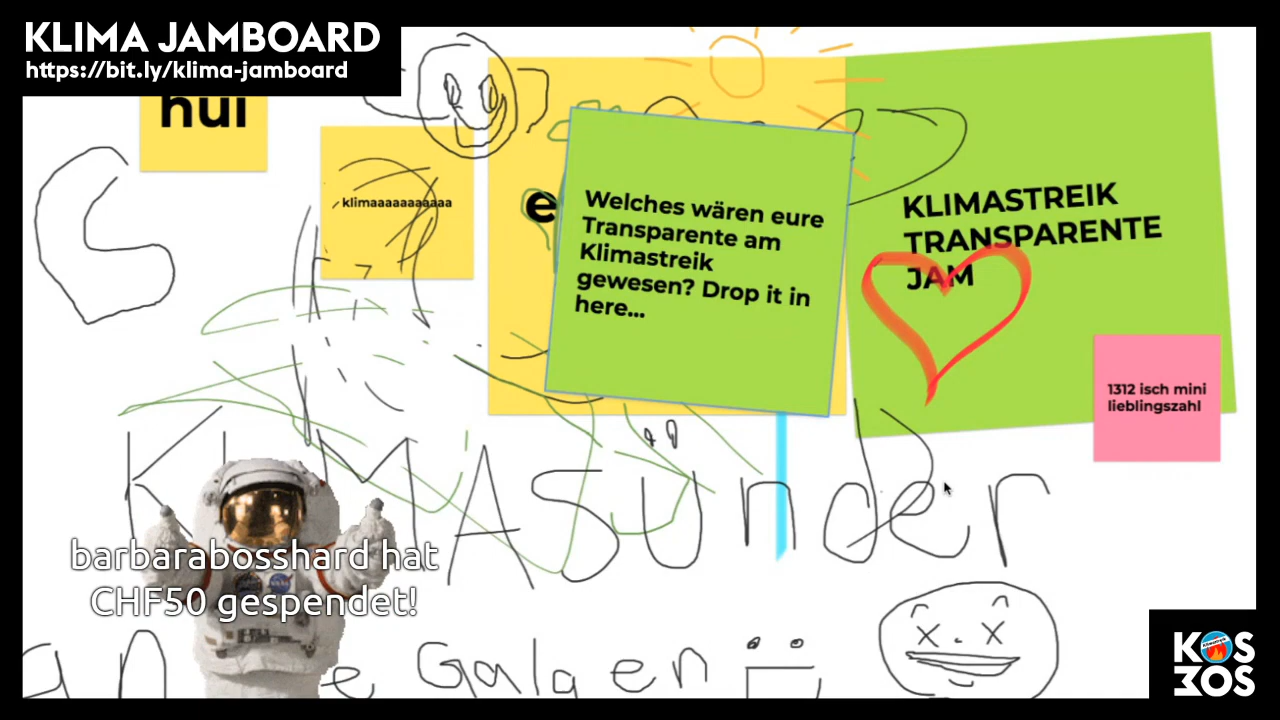 KLIMA JAMBOARD
https://bit.ly/klima-jamboard
hui
klimaaaaaaaaaaa
e
Welches wären eure
Transparente am
Klimastreik
gewesen? Drop it in
here...
KLIMASTREIK
TRANSPARENTE
JAM
1312 isch mini
lieblingszahl
KLIMASünder
an e Galgen
barbarabosshard hat
CHF50 gespendet!
KOS
MOS